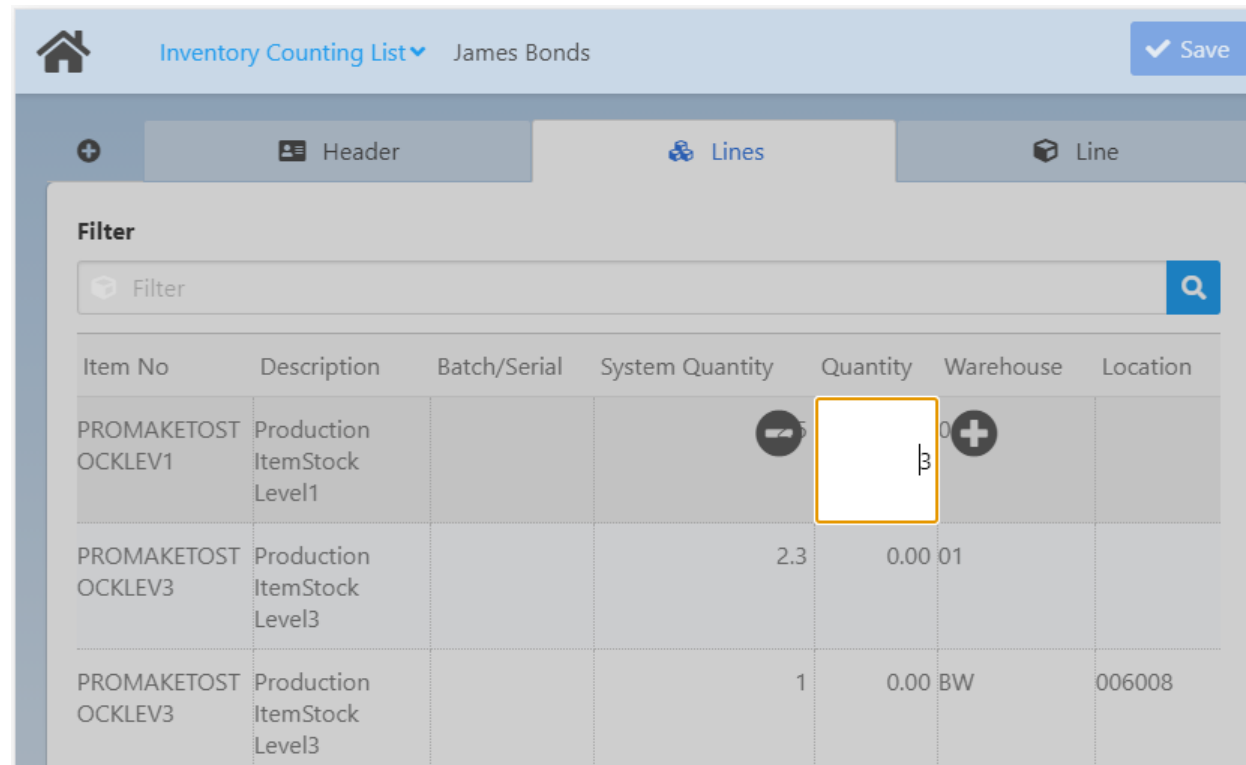 Inventory Counting List James Bonds Save
Header Lines Line
Filter
Filter
Item No Description Batch/Serial System Quantity Quantity Warehouse Location
PROMAKETOST Production 3
OCKLEV1 ItemStock
Level1
PROMAKETOST Production 2.3 0.00 01
OCKLEV3 ItemStock
Level3
PROMAKETOST Production 1 0.00 BW 006008
OCKLEV3 ItemStock
Level3